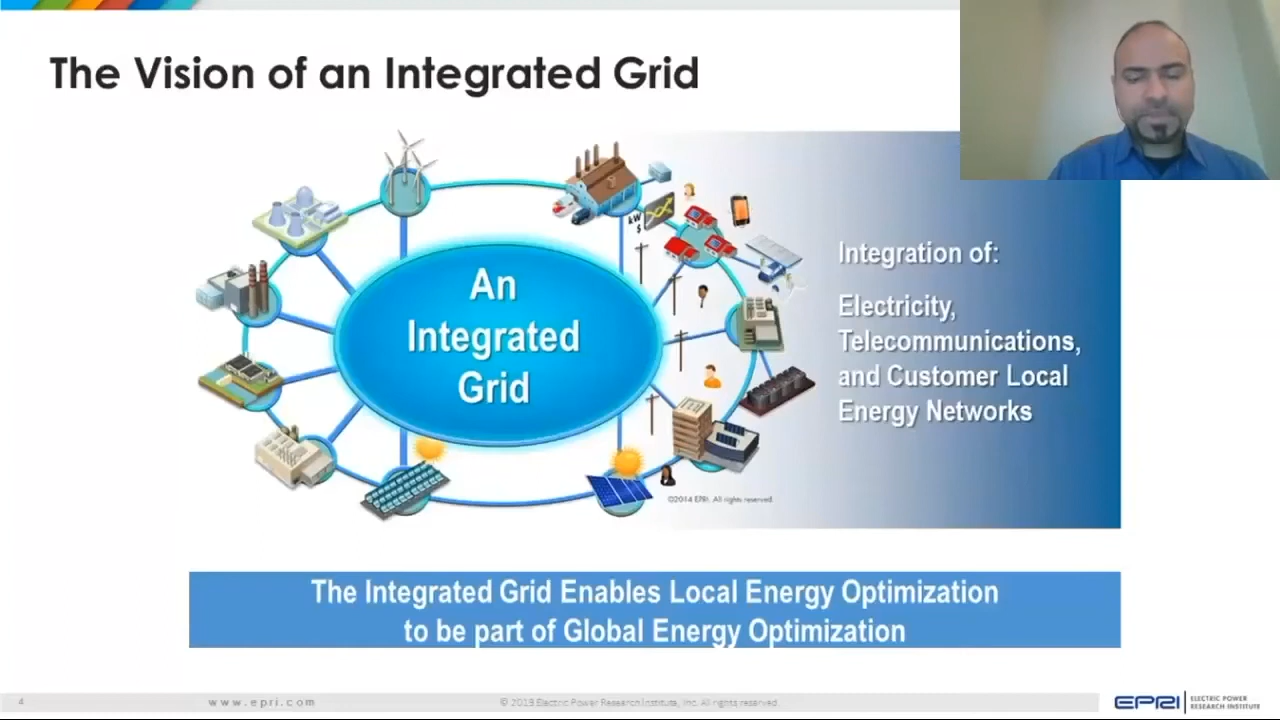 The Vision of an Integrated Grid
An
Integrated
Grid
kW
$
Integration of:
Electricity,
Telecommunications,
and Customer Local
Energy Networks
©2014 EPRI. All rights reserved.
The Integrated Grid Enables Local Energy Optimization
to be part of Global Energy Optimization
4
www.epri.com
© 2019 Electric Power Research Institute, Inc. All rights reserved.
EPRI
ELECTRIC POWER
RESEARCH INSTITUTE